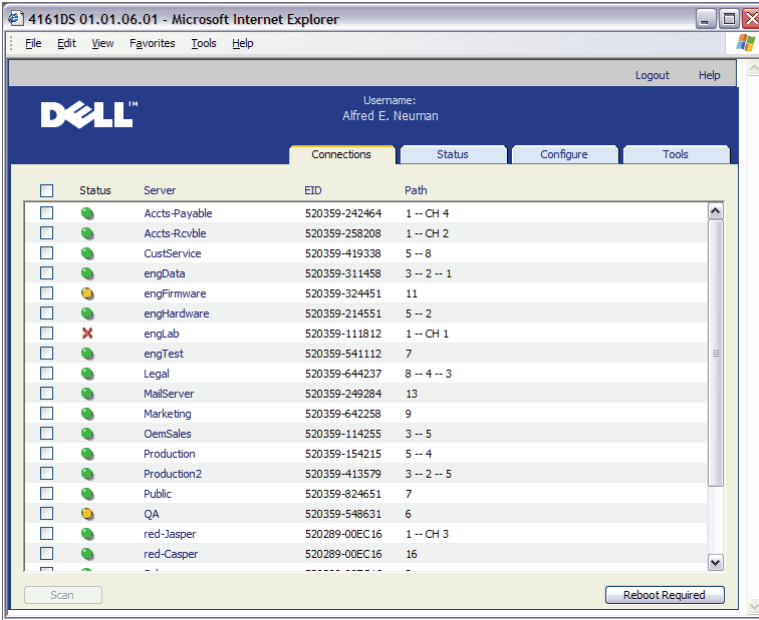 4161DS 01.01.06.01 - Microsoft Internet Explorer
File Edit View Favorites Tools Help
Logout Help
DELL™
Username:
Alfred E. Neuman
Connections Status Configure Tools
Status Server EID Path
Accts-Payable 520359-242464 1 -- CH 4
Accts-Rcvble 520359-258208 1 -- CH 2
CustService 520359-419338 5 -- 8
engData 520359-311458 3 -- 2 -- 1
engFirmware 520359-324451 11
engHardware 520359-214551 5 -- 2
engLab 520359-111812 1 -- CH 1
engTest 520359-541112 7
Legal 520359-644237 8 -- 4 -- 3
MailServer 520359-249284 13
Marketing 520359-642258 9
OemSales 520359-114255 3 -- 5
Production 520359-154215 5 -- 4
Production2 520359-413579 3 -- 2 -- 5
Public 520359-824651 7
QA 520359-548631 6
red-Jasper 520289-00EC16 1 -- CH 3
red-Casper 520289-00EC16 16
Scan Reboot Required